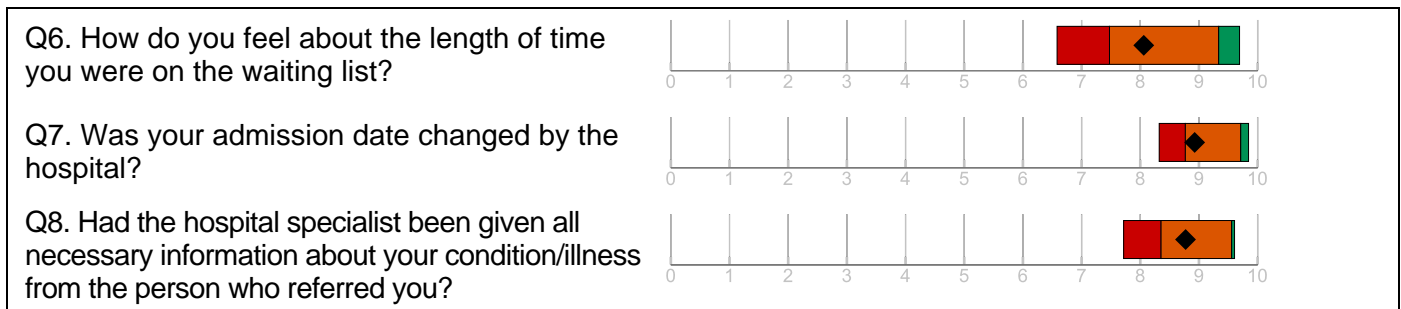 Q6. How do you feel about the length of time
you were on the waiting list?
0 1 2 3 4 5 6 7 8 9 10
Q7. Was your admission date changed by the
hospital?
0 1 2 3 4 5 6 7 8 9 10
Q8. Had the hospital specialist been given all
necessary information about your condition/illness
from the person who referred you?
0 1 2 3 4 5 6 7 8 9 10